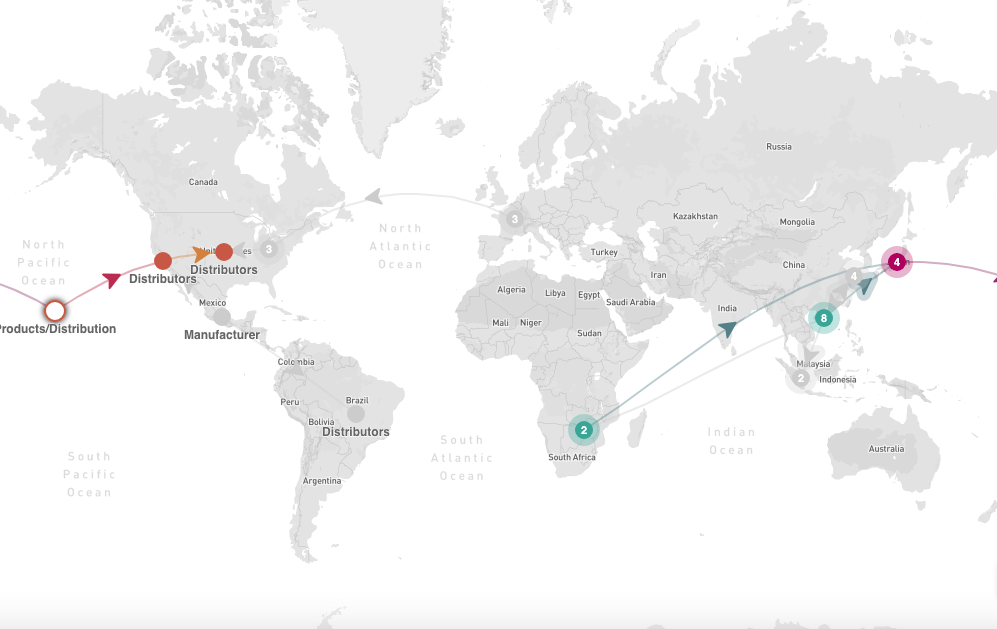 Russia
Canada
3
Kazakhstan
Mongolia
North
Pacific
Ocean
North
Atlantic
Ocean
3
Turkey
China
4
4
Iran
Distributors
Distributors
Algeria
Libya
Egypt
Saudi Arabia
Mexico
India
8
Products/Distribution
Manufacturer
Mali
Niger
Sudan
Colombia
Malaysia
2
Indonesia
Peru
Brazil
Bolivia
Distributors
2
South
Atlantic
Ocean
Indian
Ocean
South
Pacific
Ocean
South Africa
Australia
Argentina